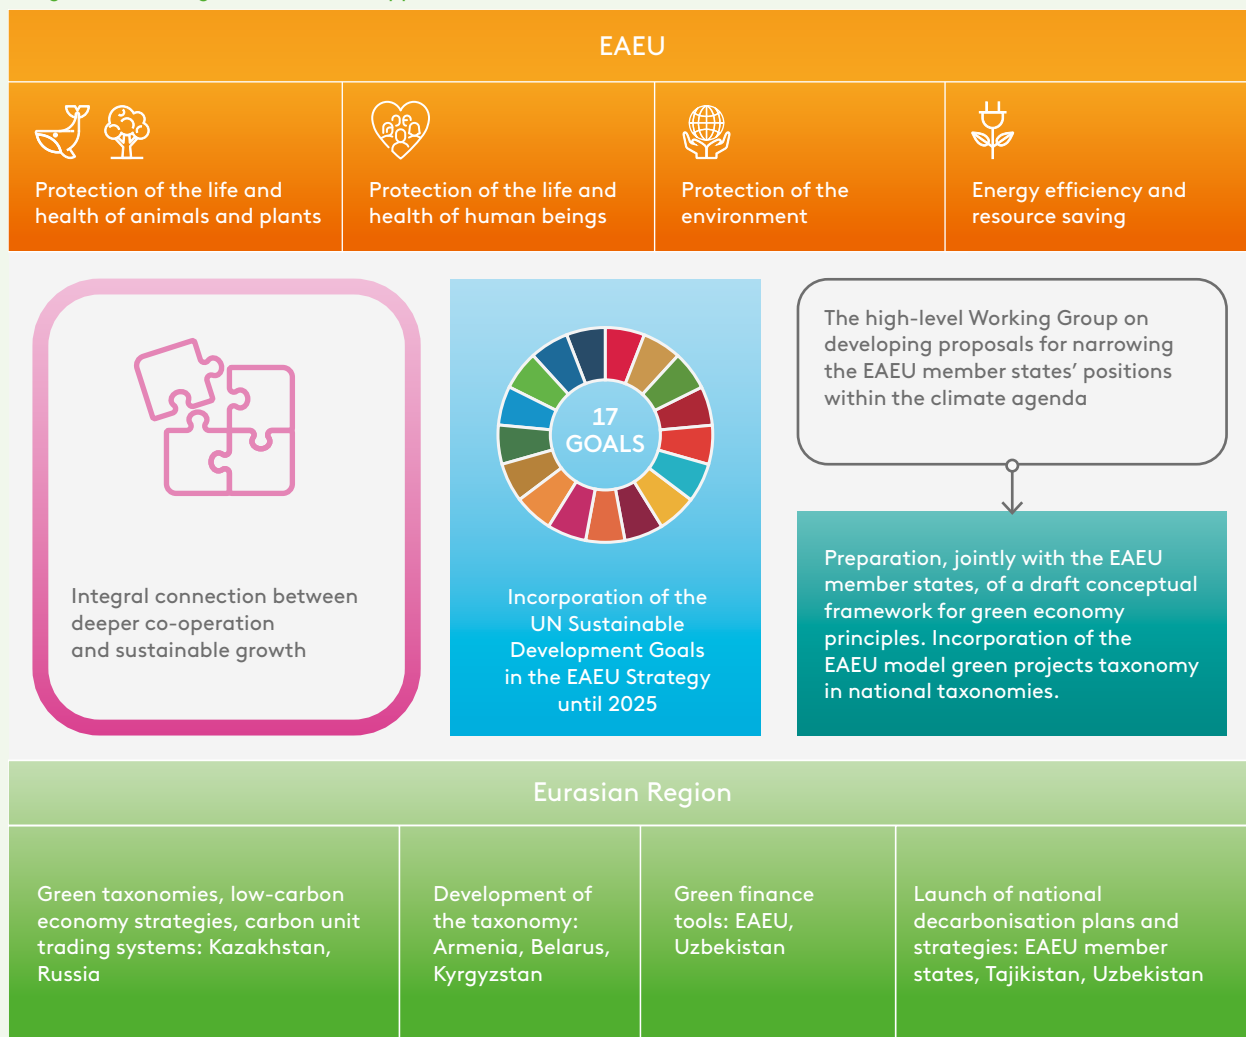 EAEU
Protection of the life and
health of animals and plants
Protection of the life and
health of human beings
Protection of the
environment
Energy efficiency and
resource saving
Integral connection between
deeper co-operation
and sustainable growth
17
GOALS
Incorporation of the
UN Sustainable
Development Goals
in the EAEU Strategy
until 2025
The high-level Working Group on
developing proposals for narrowing
the EAEU member states’ positions
within the climate agenda
Preparation, jointly with the EAEU
member states, of a draft conceptual
framework for green economy
principles. Incorporation of the
EAEU model green projects taxonomy
in national taxonomies.
Eurasian Region
Green taxonomies, low-carbon
economy strategies, carbon unit
trading systems: Kazakhstan,
Russia
Development of
the taxonomy:
Armenia, Belarus,
Kyrgyzstan
Green finance
tools: EAEU,
Uzbekistan
Launch of national
decarbonisation plans and
strategies: EAEU member
states, Tajikistan, Uzbekistan